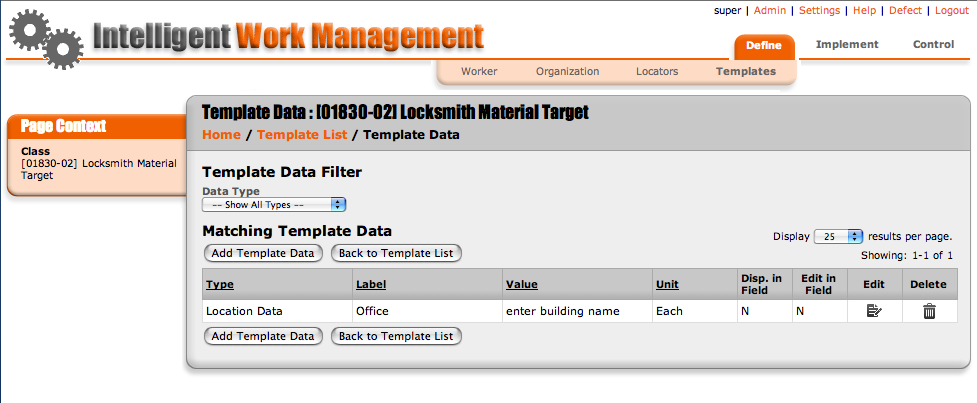 super | Admin | Settings | Help | Defect | Logout
Intelligent Work Management
Define Implement Control
Worker Organization Locators Templates
Page Context
Class
[01830-02] Locksmith Material
Target
Template Data : [01830-02] Locksmith Material Target
Home / Template List / Template Data
Template Data Filter
Data Type
-- Show All Types --
Matching Template Data
Display 25 results per page.
Add Template Data Back to Template List
Showing: 1-1 of 1
Type Label Value Unit Disp. in Field Edit in Field Edit Delete
Location Data Office enter building name Each N N
Add Template Data Back to Template List